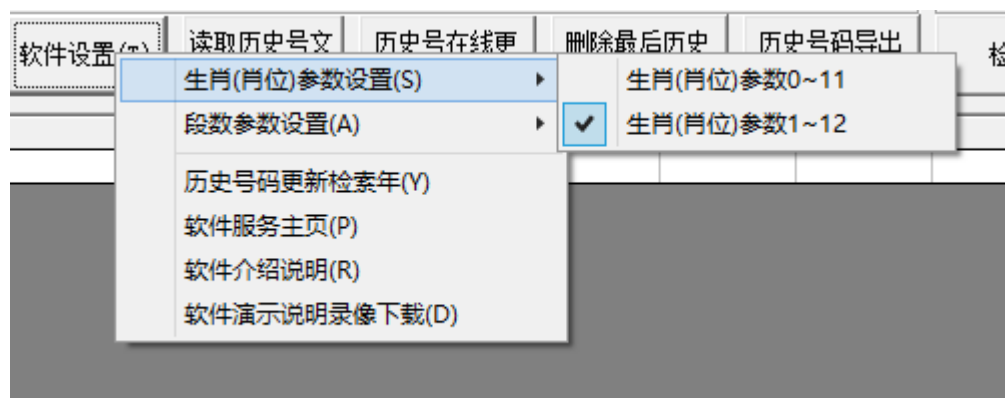 软件设置
读取历史号文
历史号在线更
删除最后历史
历史号码导出
检
生肖(肖位)参数设置(S)
生肖(肖位)参数0~11
段数参数设置(A)
生肖(肖位)参数1~12
历史号码更新检索年(Y)
软件服务主页(P)
软件介绍说明(R)
软件演示说明录像下载(D)